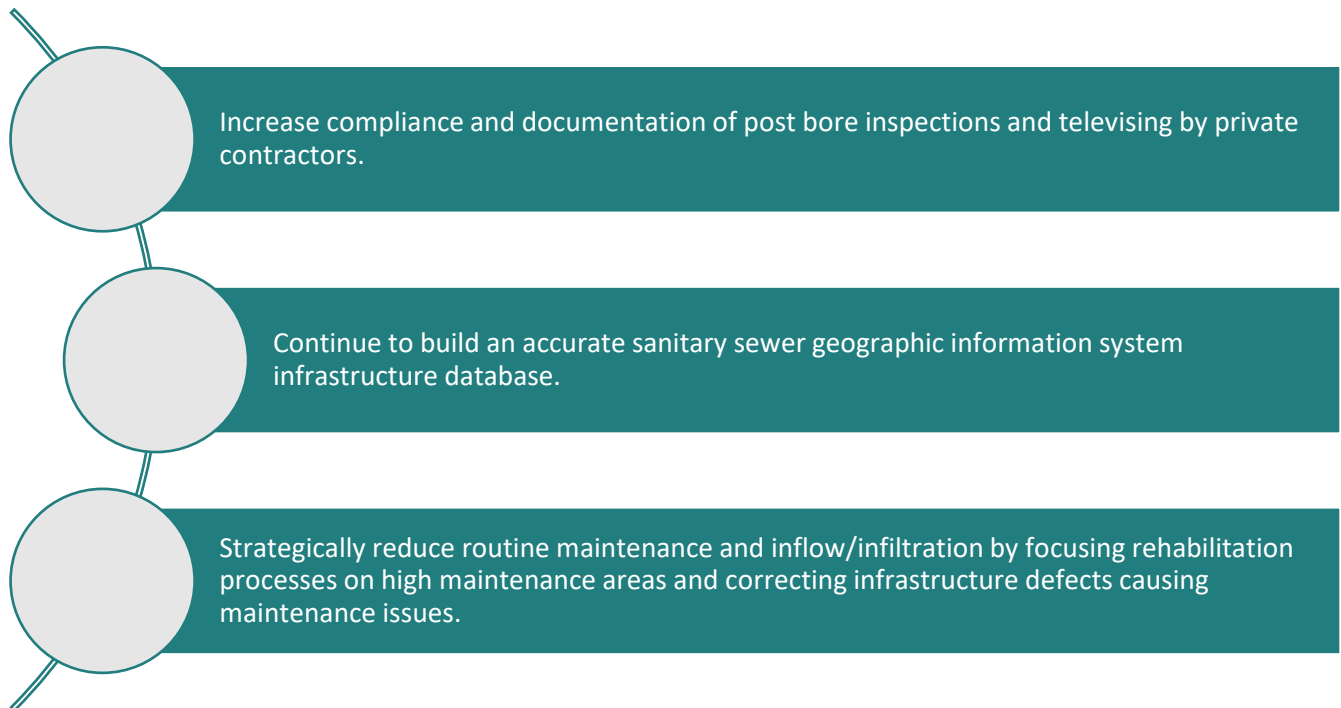 Increase compliance and documentation of post bore inspections and televising by private
contractors.
Continue to build an accurate sanitary sewer geographic information system
infrastructure database.
Strategically reduce routine maintenance and inflow/infiltration by focusing rehabilitation
processes on high maintenance areas and correcting infrastructure defects causing
maintenance issues.